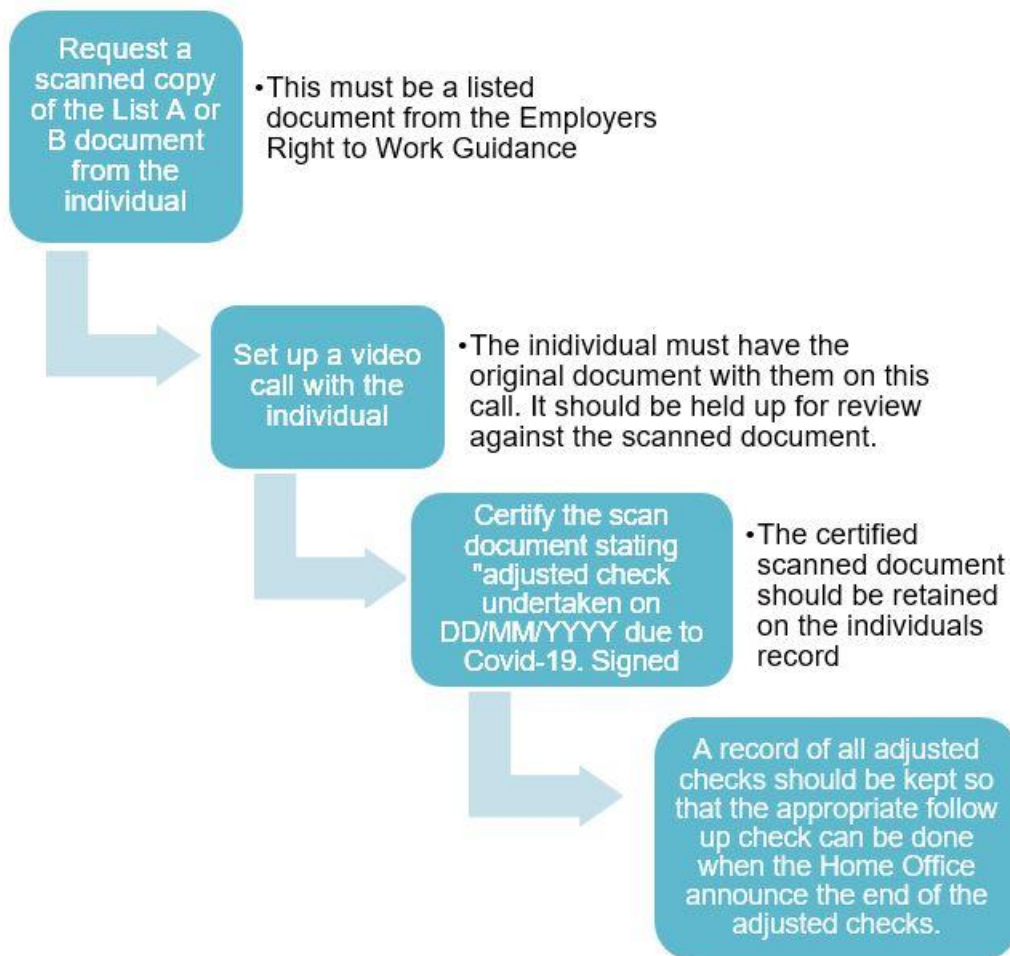 Request a
scanned copy
of the List A or
B document
from the
individual
•This must be a listed
document from the Employers
Right to Work Guidance
Set up a video
call with the
individual
•The inidividual must have the
original document with them on this
call. It should be held up for review
against the scanned document.
Certify the scan
document stating
"adjusted check
undertaken on
DD/MM/YYYY due to
Covid-19. Signed
•The certified
scanned document
should be retained
on the individuals
record
A record of all adjusted
checks should be kept so
that the appropriate follow
up check can be done
when the Home Office
announce the end of the
adjusted checks.